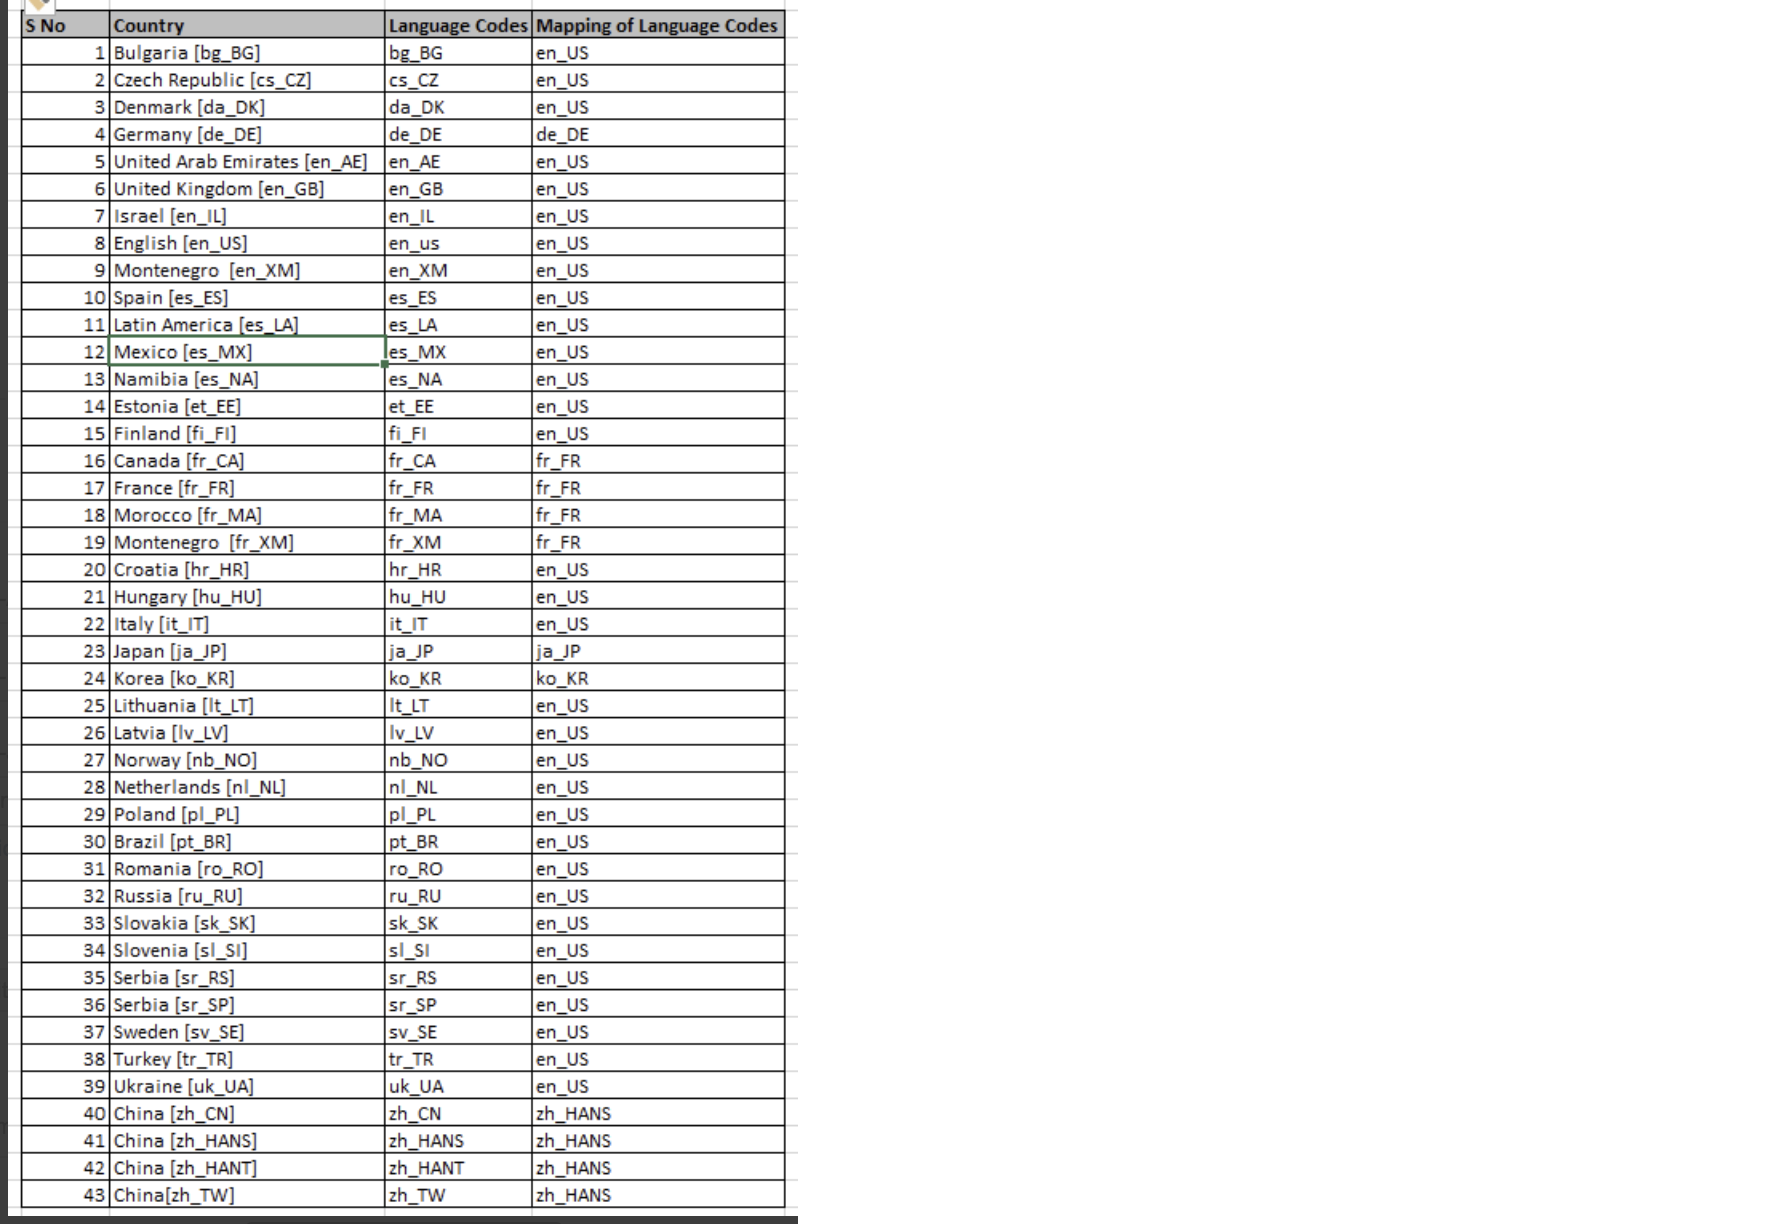 S No Country Language Codes Mapping of Language Codes
1 Bulgaria [bg_BG] bg_BG en_US
2 Czech Republic [cs_CZ] cs_CZ en_US
3 Denmark [da_DK] da_DK en_US
4 Germany [de_DE] de_DE de_DE
5 United Arab Emirates [en_AE] en_AE en_US
6 United Kingdom [en_GB] en_GB en_US
7 Israel [en_IL] en_IL en_US
8 English [en_US] en_us en_US
9 Montenegro  [en_XM] en_XM en_US
10 Spain [es_ES] es_ES en_US
11 Latin America [es_LA] es_LA en_US
12 Mexico [es_MX] es_MX en_US
13 Namibia [es_NA] es_NA en_US
14 Estonia [et_EE] et_EE en_US
15 Finland [fi_FI] fi_FI en_US
16 Canada [fr_CA] fr_CA fr_FR
17 France [fr_FR] fr_FR fr_FR
18 Morocco [fr_MA] fr_MA fr_FR
19 Montenegro  [fr_XM] fr_XM fr_FR
20 Croatia [hr_HR] hr_HR en_US
21 Hungary [hu_HU] hu_HU en_US
22 Italy [it_IT] it_IT en_US
23 Japan [ja_JP] ja_JP ja_JP
24 Korea [ko_KR] ko_KR ko_KR
25 Lithuania [lt_LT] lt_LT en_US
26 Latvia [lv_LV] lv_LV en_US
27 Norway [nb_NO] nb_NO en_US
28 Netherlands [nl_NL] nl_NL en_US
29 Poland [pl_PL] pl_PL en_US
30 Brazil [pt_BR] pt_BR en_US
31 Romania [ro_RO] ro_RO en_US
32 Russia [ru_RU] ru_RU en_US
33 Slovakia [sk_SK] sk_SK en_US
34 Slovenia [sl_SI] sl_SI en_US
35 Serbia [sr_RS] sr_RS en_US
36 Serbia [sr_SP] sr_SP en_US
37 Sweden [sv_SE] sv_SE en_US
38 Turkey [tr_TR] tr_TR en_US
39 Ukraine [uk_UA] uk_UA en_US
40 China [zh_CN] zh_CN zh_HANS
41 China [zh_HANS] zh_HANS zh_HANS
42 China [zh_HANT] zh_HANT zh_HANS
43 China[zh_TW] zh_TW zh_HANS